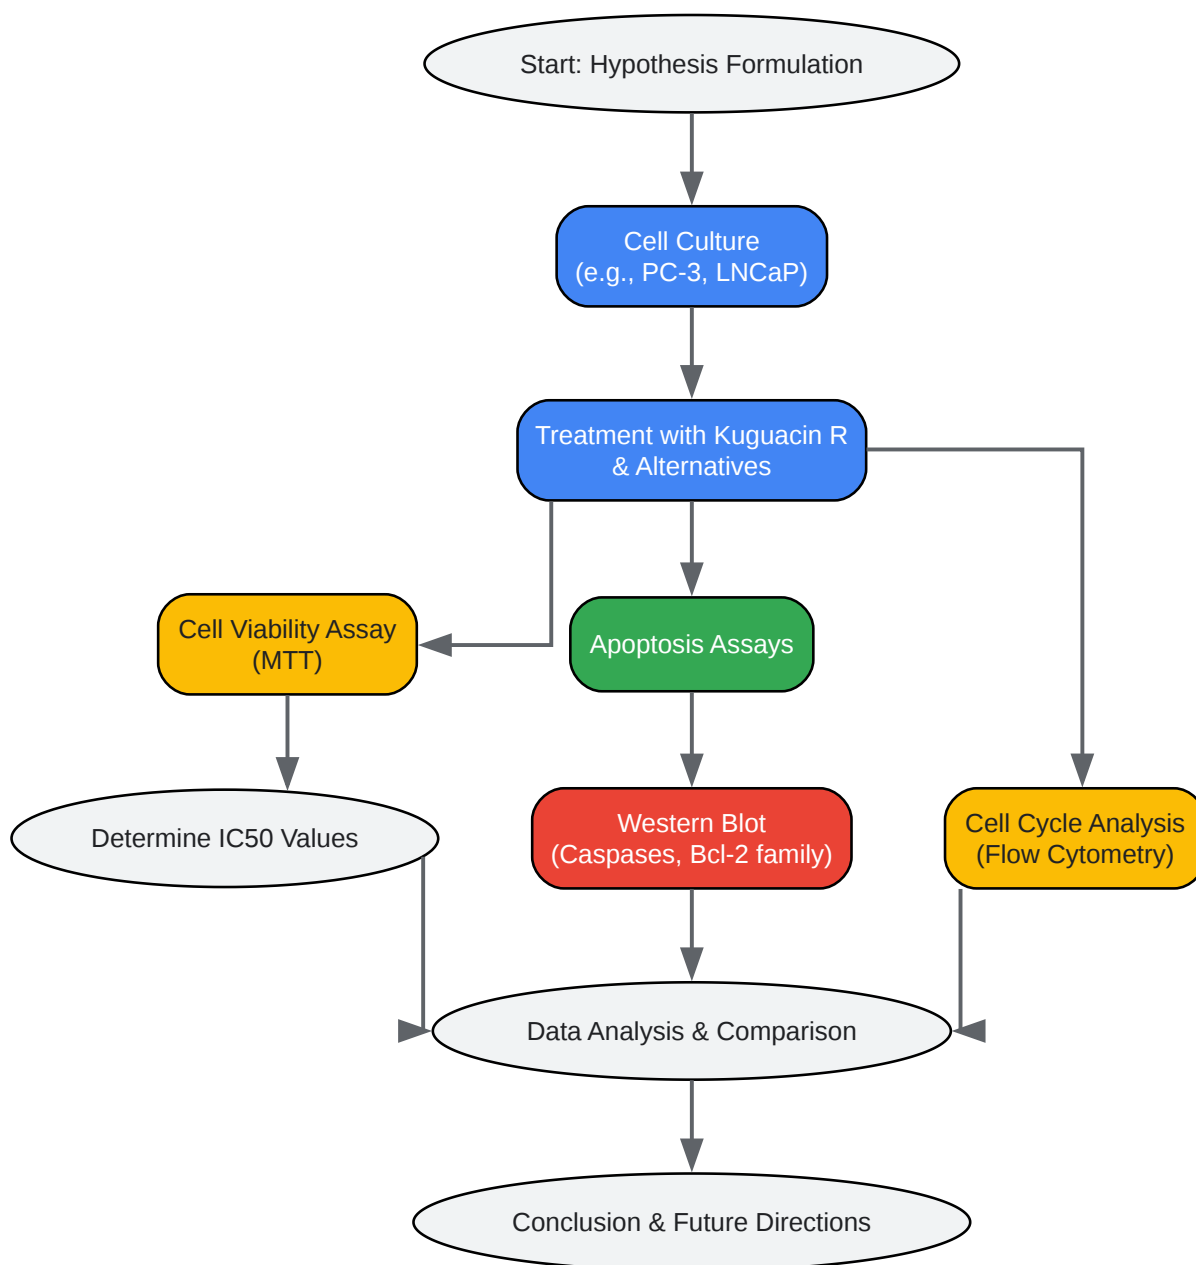 Start: Hypothesis Formulation
Cell Culture
(e.g., PC-3, LNCaP)
Treatment with Kuguacin R
& Alternatives
Cell Viability Assay
(MTT)
Apoptosis Assays
Determine IC50 Values
Western Blot
(Caspases, Bcl-2 family)
Cell Cycle Analysis
(Flow Cytometry)
Data Analysis & Comparison
Conclusion & Future Directions